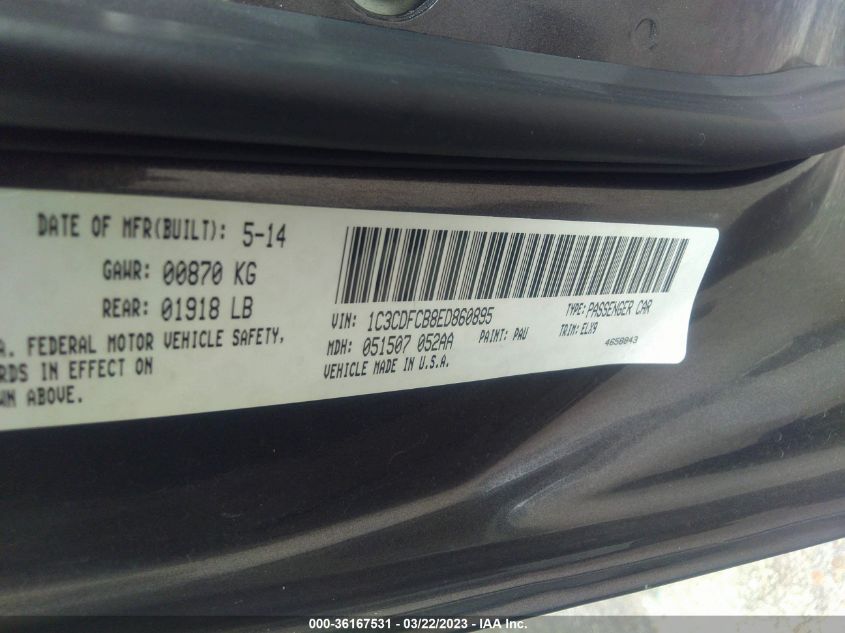 DATE OF MFR(BUILT): 5-14
GAWR: 00870 KG
REAR: 01918 LB
A. FEDERAL MOTOR VEHICLE SAFETY,
RDS IN EFFECT ON
WN ABOVE.
VIN: 1C3CDFCB8ED860895
TYPE: PASSENGER CAR
MDH: 051507 052AA
PAINT: PAU
TRIM: ELX9
VEHICLE MADE IN U.S.A.
4658843
000-36167531 - 03/22/2023 - IAA Inc.